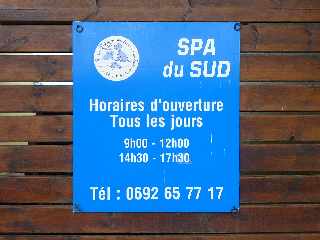 SPA
du SUD
Horaires d'ouverture
Tous les jours
9h00 - 12h00
14h30 - 17h30
Tél : 0692 65 77 17